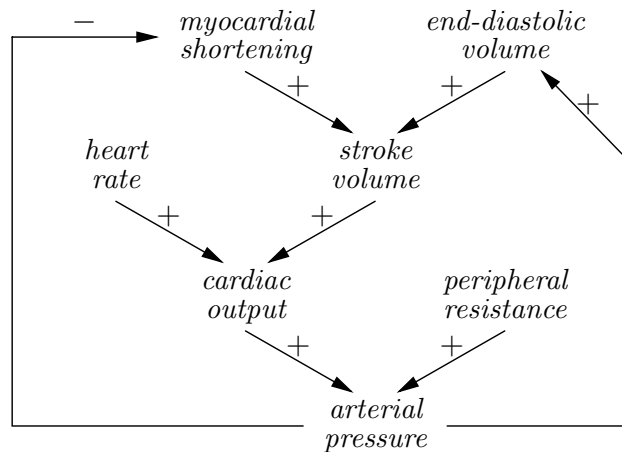 −
myocardial
shortening
end-diastolic
volume
+
+
+
heart
rate
stroke
volume
+
+
cardiac
output
peripheral
resistance
+
+
arterial
pressure